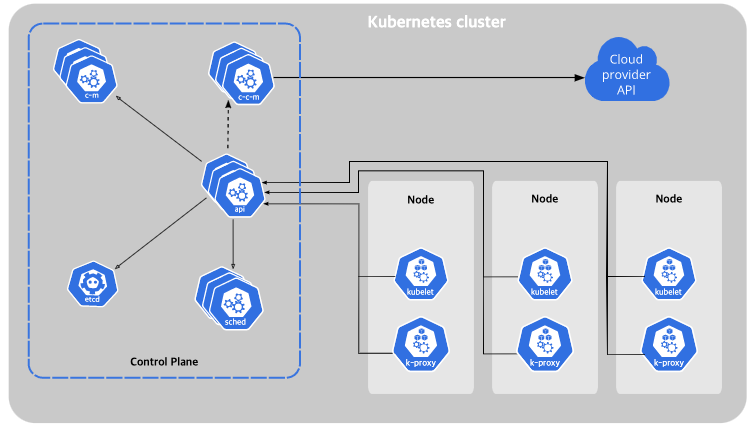 Kubernetes cluster
c-m
c-c-m
Cloud
provider
API
api
Node
Node
Node
etcd
sched
kubelet
kubelet
kubelet
k-proxy
k-proxy
k-proxy
Control Plane